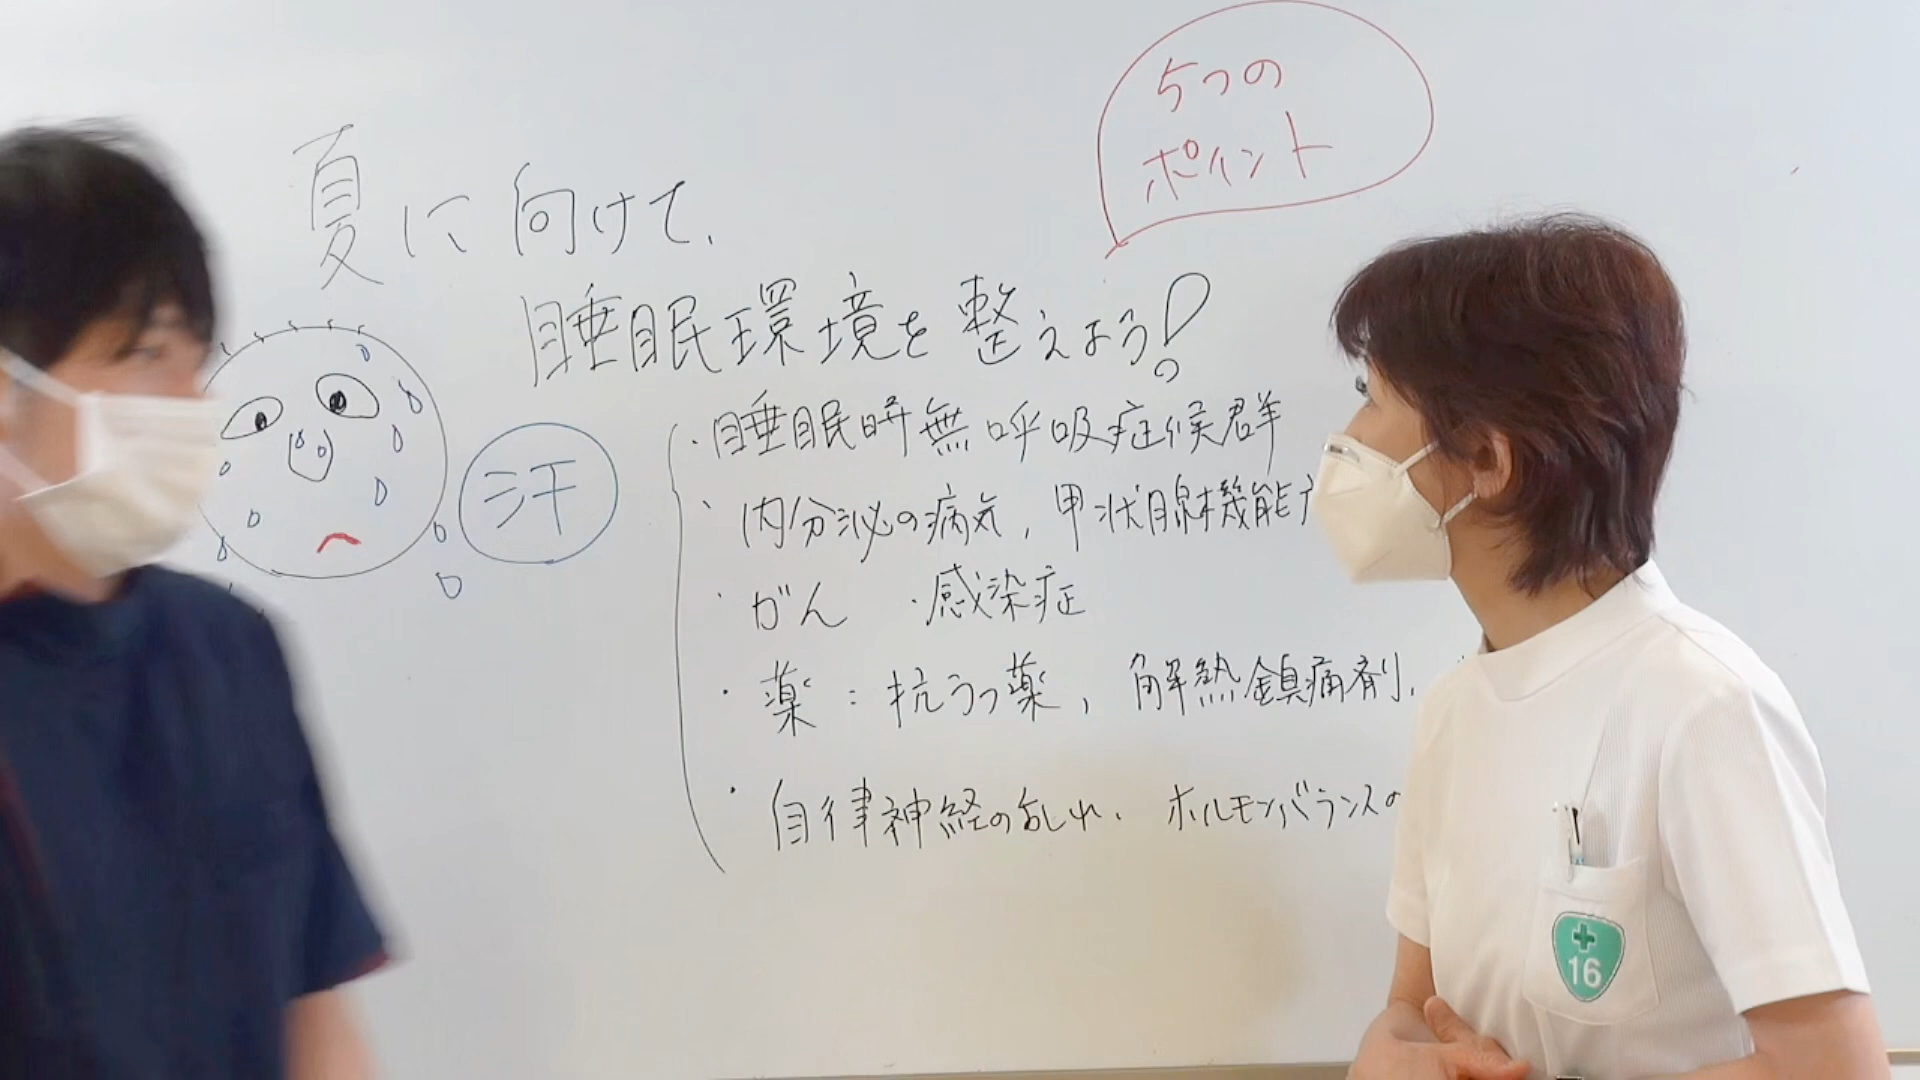 5つの
ポイント
夏に向けて、
睡眠環境を整えよう!
汗
・睡眠時無呼吸症候群
・内分泌の病気,甲状腺機能
・がん ・感染症
・薬:抗うつ薬,解熱鎮痛剤,
・自律神経の乱れ、ホルモンバランスの
16